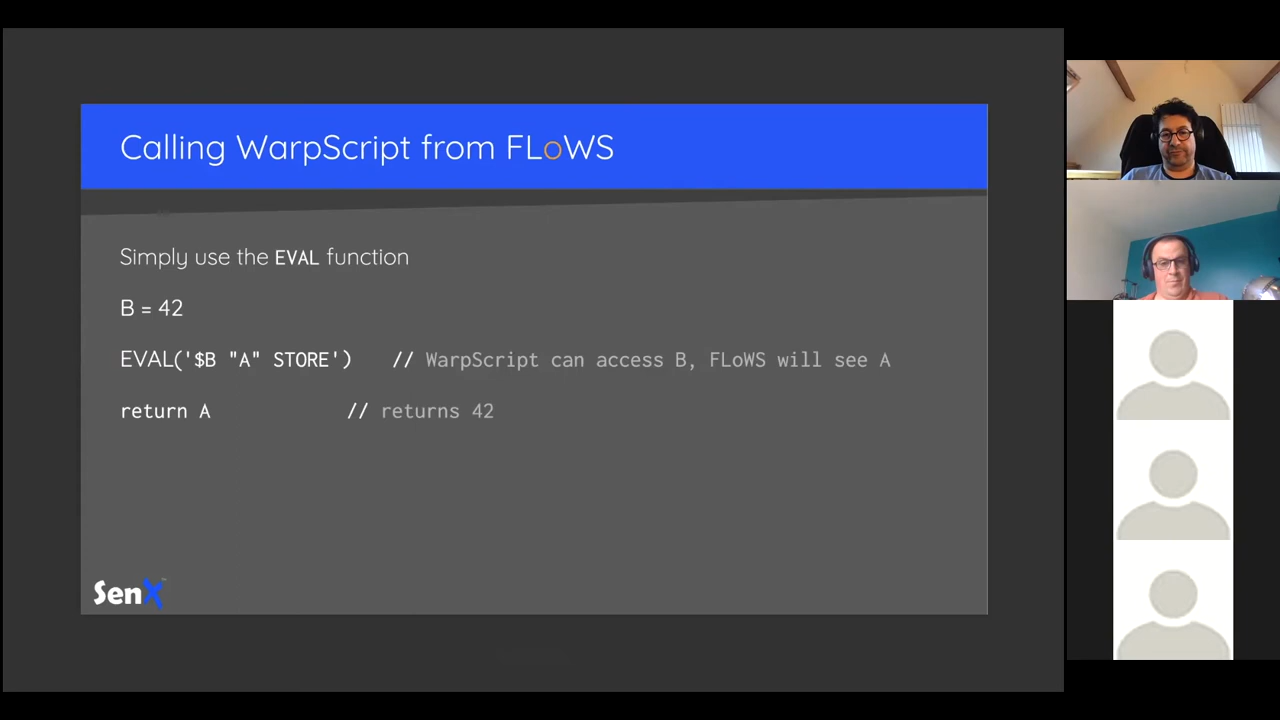 Calling WarpScript from FLoWS
Simply use the EVAL function
B = 42
EVAL('$B "A" STORE') // WarpScript can access B, FLoWS will see A
return A // returns 42
SenX